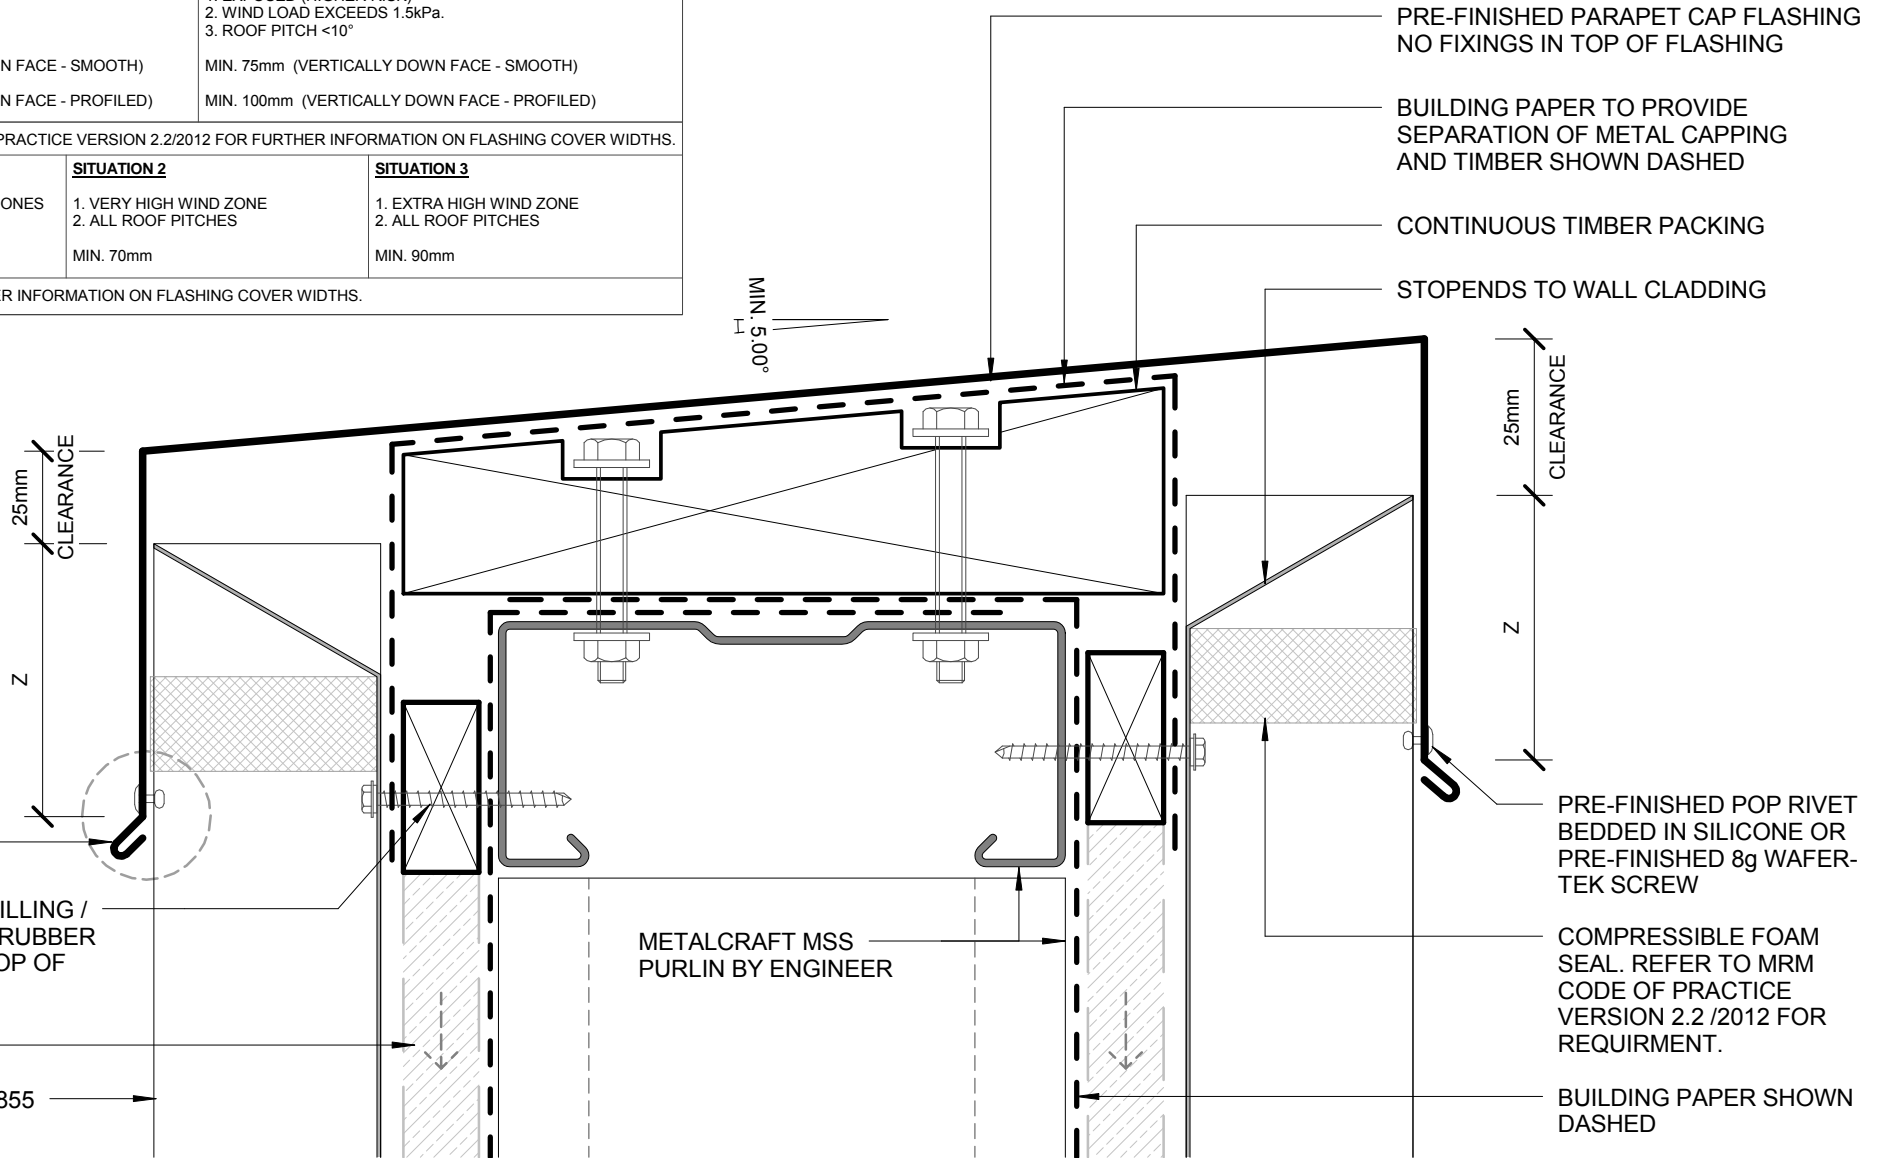 2. WIND LOAD EXCEEDS 1.5kPa.
3. ROOF PITCH <10°
N FACE - SMOOTH)
MIN. 75mm (VERTICALLY DOWN FACE - SMOOTH)
N FACE - PROFILED)
MIN. 100mm (VERTICALLY DOWN FACE - PROFILED)
PRACTICE VERSION 2.2/2012 FOR FURTHER INFORMATION ON FLASHING COVER WIDTHS.
ONES
SITUATION 2
1. VERY HIGH WIND ZONE
2. ALL ROOF PITCHES
MIN. 70mm
SITUATION 3
1. EXTRA HIGH WIND ZONE
2. ALL ROOF PITCHES
MIN. 90mm
ER INFORMATION ON FLASHING COVER WIDTHS.
PRE-FINISHED PARAPET CAP FLASHING
NO FIXINGS IN TOP OF FLASHING
BUILDING PAPER TO PROVIDE
SEPARATION OF METAL CAPPING
AND TIMBER SHOWN DASHED
CONTINUOUS TIMBER PACKING
STOPENDS TO WALL CLADDING
MIN. 5.00°
25mm
CLEARANCE
Z
25mm
CLEARANCE
Z
PRE-FINISHED POP RIVET
BEDDED IN SILICONE OR
PRE-FINISHED 8g WAFER-
TEK SCREW
ILLING /
RUBBER
OP OF
METALCRAFT MSS
PURLIN BY ENGINEER
COMPRESSIBLE FOAM
SEAL. REFER TO MRM
CODE OF PRACTICE
VERSION 2.2 /2012 FOR
REQUIRMENT.
855
BUILDING PAPER SHOWN
DASHED